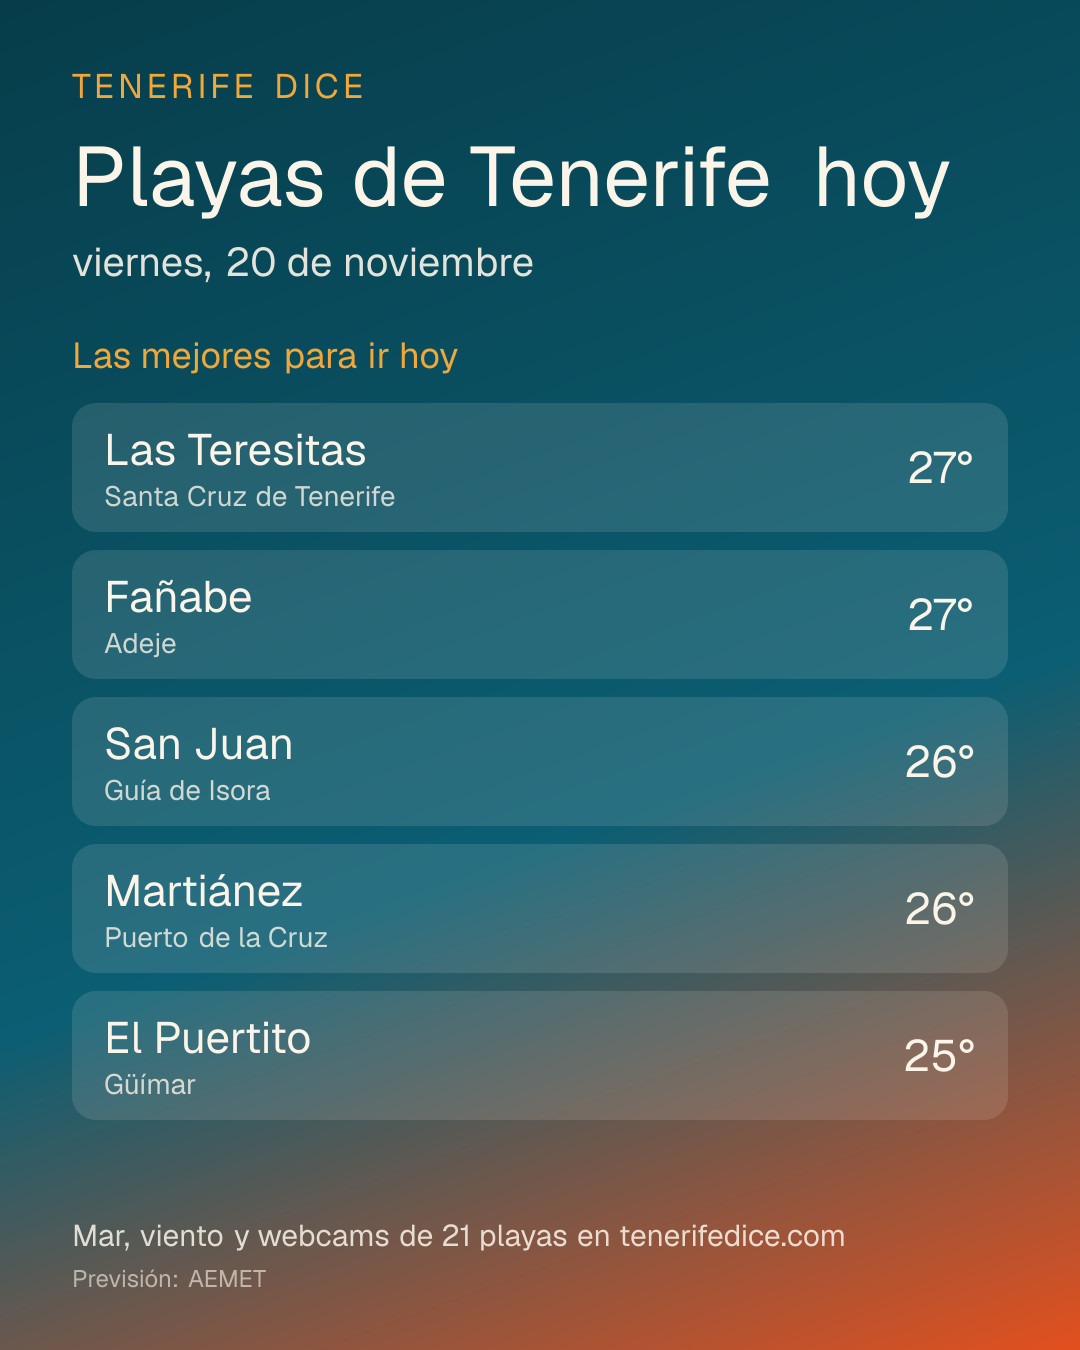 TENERIFE DICE
Playas de Tenerife hoy
viernes, 20 de noviembre
Las mejores para ir hoy
Las Teresitas
Santa Cruz de Tenerife
27°
Fañabe
Adeje
27°
San Juan
Guía de Isora
26°
Martiánez
Puerto de la Cruz
26°
El Puertito
Güímar
25°
Mar, viento y webcams de 21 playas en tenerifedice.com
Previsión: AEMET